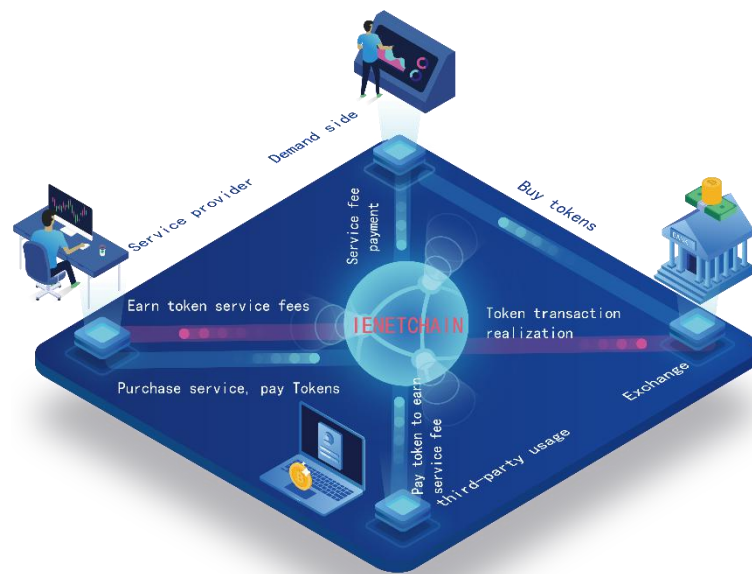 Demand side
Service provider
Buy tokens
Service fee
payment
Earn token service fees
IENETCHAIN
Token transaction
realization
Purchase service, pay Tokens
Exchange
Pay token to earn
service fee
third-party usage